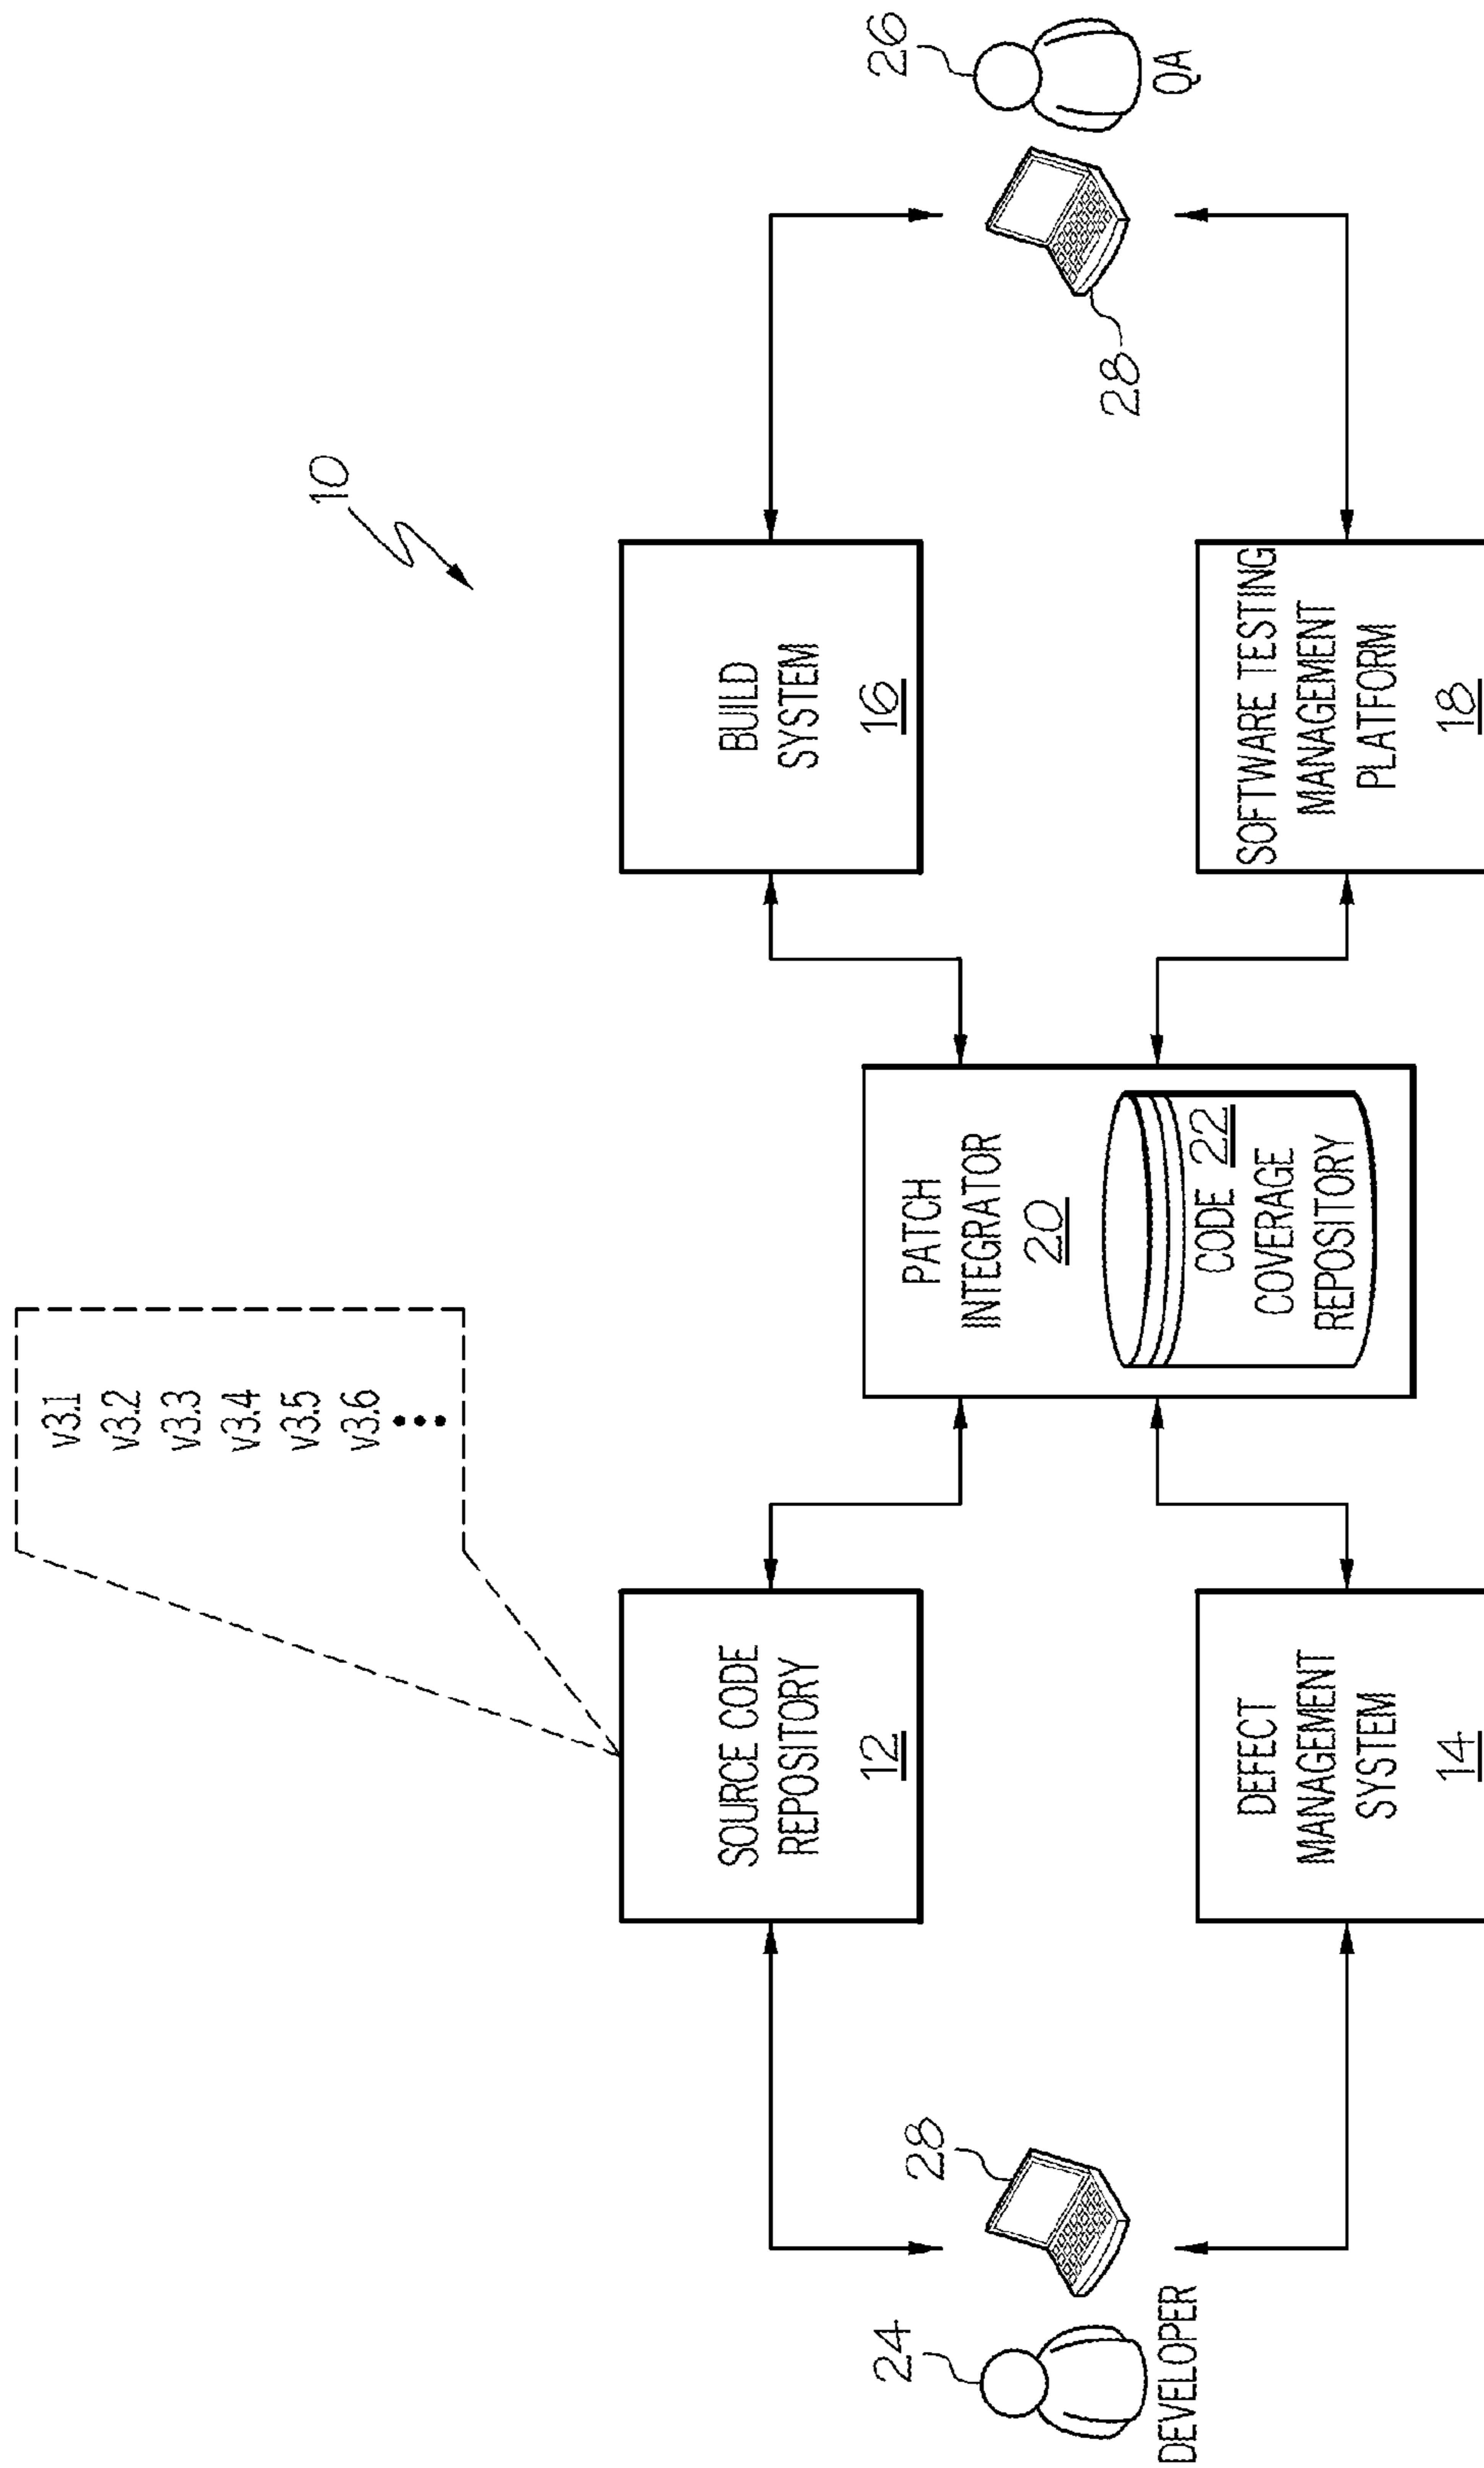 10
v3.1
v3.2
v3.3
v3.4
v3.5
v3.6
SOURCE CODE
REPOSITORY
12
BUILD
SYSTEM
16
24
DEVELOPER
28
PATCH
INTEGRATOR
20
CODE 22
COVERAGE
REPOSITORY
26
QA
28
DEFECT
MANAGEMENT
SYSTEM
14
SOFTWARE TESTING
MANAGEMENT
PLATFORM
18